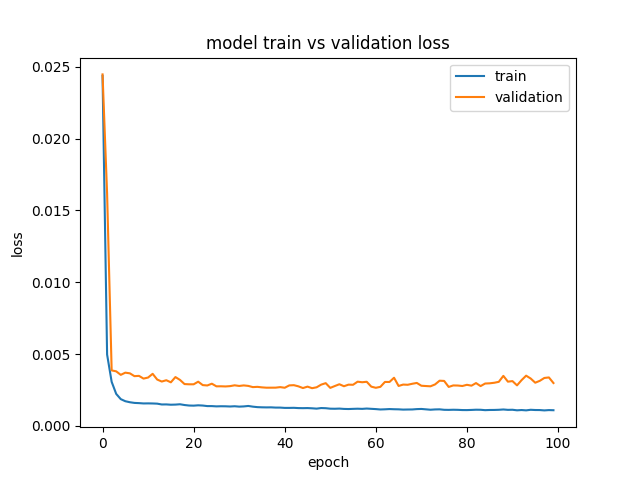 model train vs validation loss
train
validation
loss
0.025
0.020
0.015
0.010
0.005
0.000
0 20 40 60 80 100
epoch